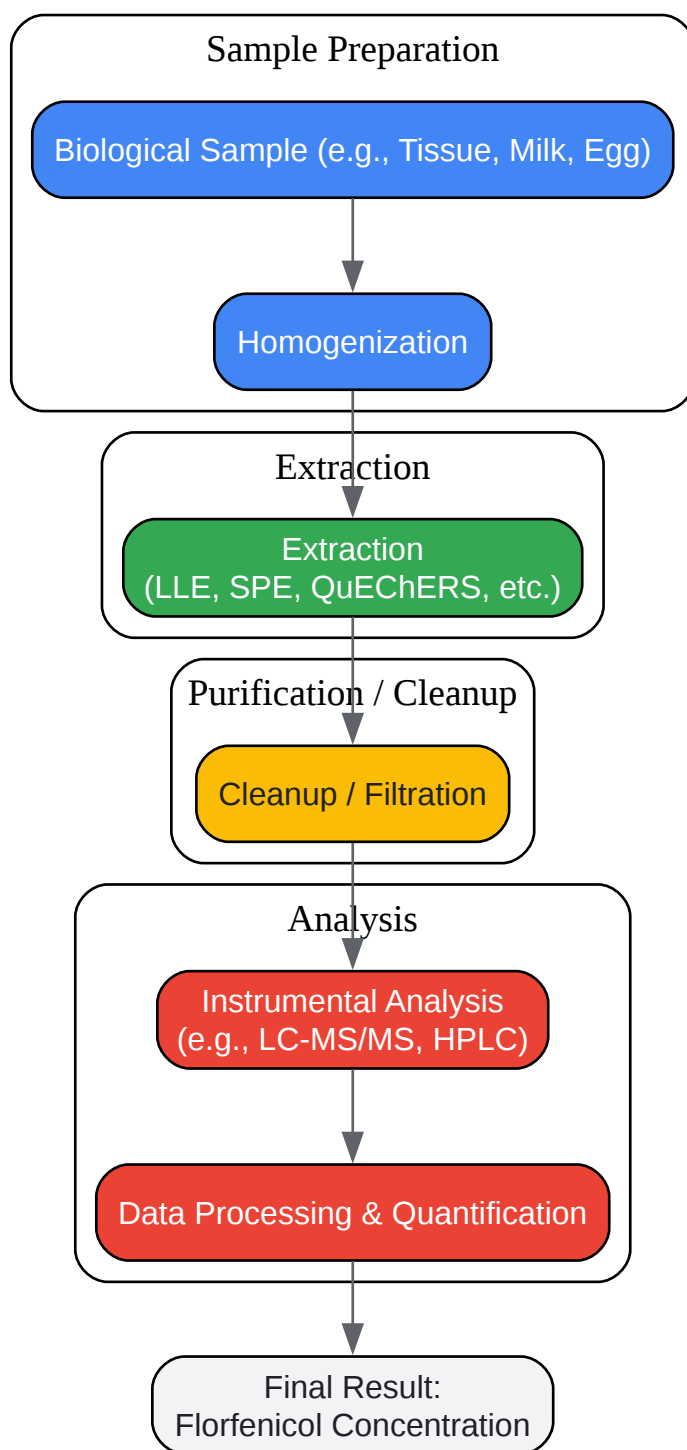 Sample Preparation
Biological Sample (e.g., Tissue, Milk, Egg)
Homogenization
Extraction
Extraction
(LLE, SPE, QuEChERS, etc.)
Purification / Cleanup
Cleanup / Filtration
Analysis
Instrumental Analysis
(e.g., LC-MS/MS, HPLC)
Data Processing & Quantification
Final Result:
Florfenicol Concentration